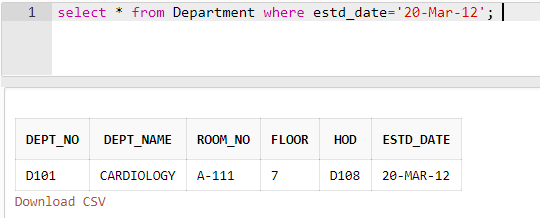 1 select * from Department where estd_date='20-Mar-12';
DEPT_NO DEPT_NAME ROOM_NO FLOOR HOD ESTD_DATE
D101 CARDIOLOGY A-111 7 D108 20-MAR-12
Download CSV